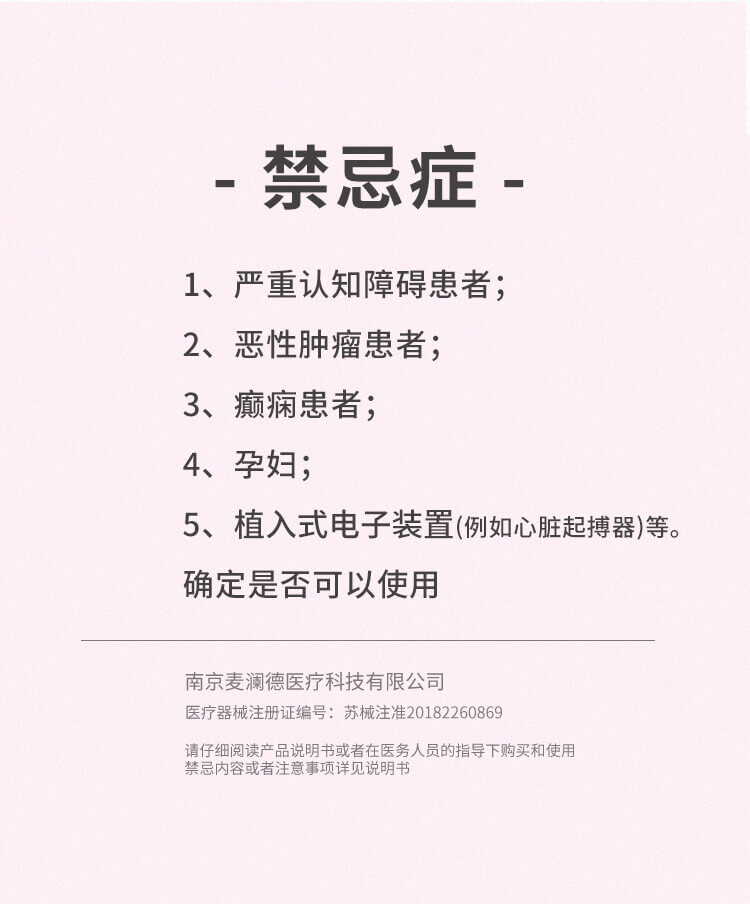 - 禁忌症 -
1、严重认知障碍患者；
2、恶性肿瘤患者；
3、癫痫患者；
4、孕妇；
5、植入式电子装置(例如心脏起搏器)等。
确定是否可以使用
南京麦澜德医疗科技有限公司
医疗器械注册证编号：苏械注准20182260869
请仔细阅读产品说明书或者在医务人员的指导下购买和使用
禁忌内容或者注意事项详见说明书